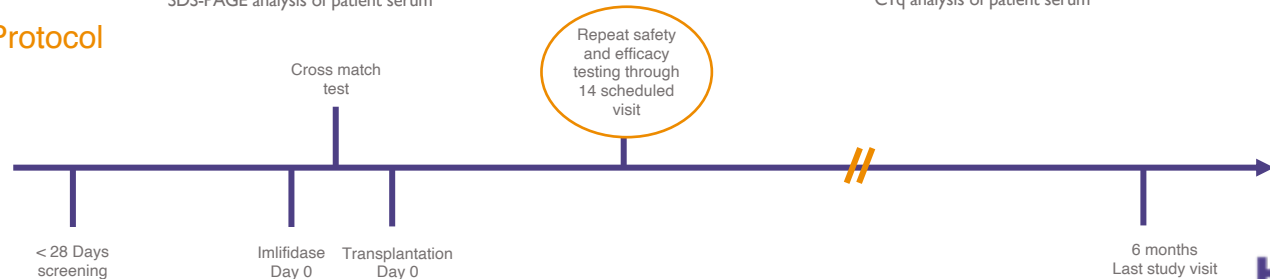 SDS-PAGE analysis of patient serum
C1q analysis of patient serum
Protocol
Cross match
test
Repeat safety
and efficacy
testing through
14 scheduled
visit
< 28 Days
screening
Imlifidase
Day 0
Transplantation
Day 0
6 months
Last study visit